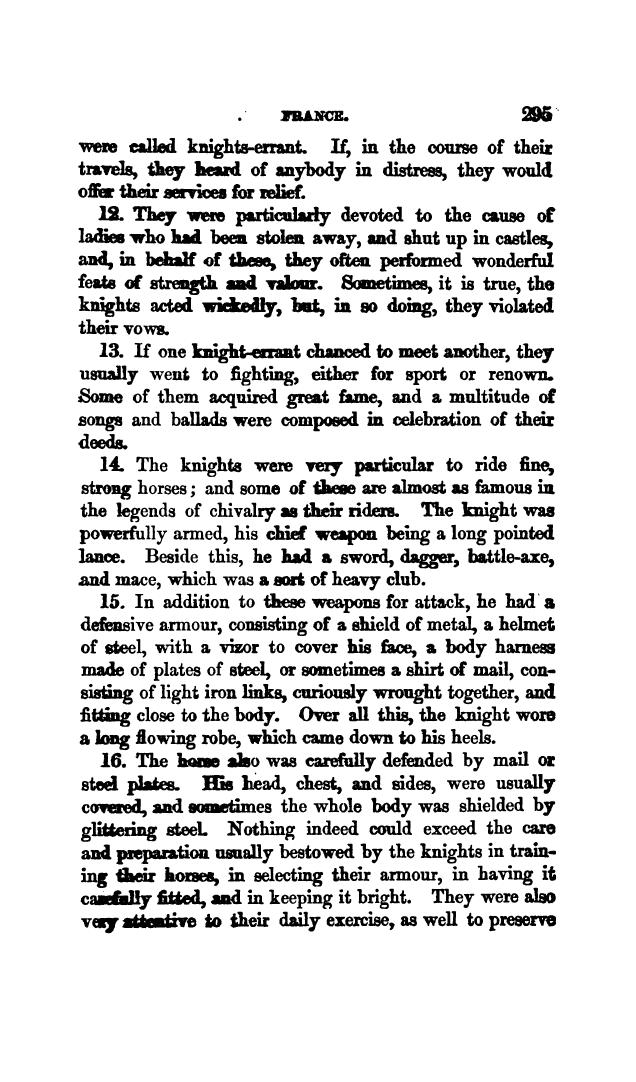 FRANCE. 295
were called knights-errant. If, in the course of their
travels, they heard of anybody in distress, they would
offer their services for relief.
12. They were particularly devoted to the cause of
ladies who had been stolen away, and shut up in castles,
and, in behalf of these, they often performed wonderful
feats of strength and valour. Sometimes, it is true, the
knights acted wickedly, but, in so doing, they violated
their vows.
13. If one knight-errant chanced to meet another, they
usually went to fighting, either for sport or renown.
Some of them acquired great fame, and a multitude of
songs and ballads were composed in celebration of their
deeds.
14. The knights were very particular to ride fine,
strong horses; and some of these are almost as famous in
the legends of chivalry as their riders. The knight was
powerfully armed, his chief weapon being a long pointed
lance. Beside this, he had a sword, dagger, battle-axe,
and mace, which was a sort of heavy club.
15. In addition to these weapons for attack, he had a
defensive armour, consisting of a shield of metal, a helmet
of steel, with a vizor to cover his face, a body harness
made of plates of steel, or sometimes a shirt of mail, con-
sisting of light iron links, curiously wrought together, and
fitting close to the body. Over all this, the knight wore
a long flowing robe, which came down to his heels.
16. The horse also was carefully defended by mail or
steel plates. His head, chest, and sides, were usually
covered, and sometimes the whole body was shielded by
glittering steel. Nothing indeed could exceed the care
and preparation usually bestowed by the knights in train-
ing their horses, in selecting their armour, in having it
carefully fitted, and in keeping it bright. They were also
very attentive to their daily exercise, as well to preserve